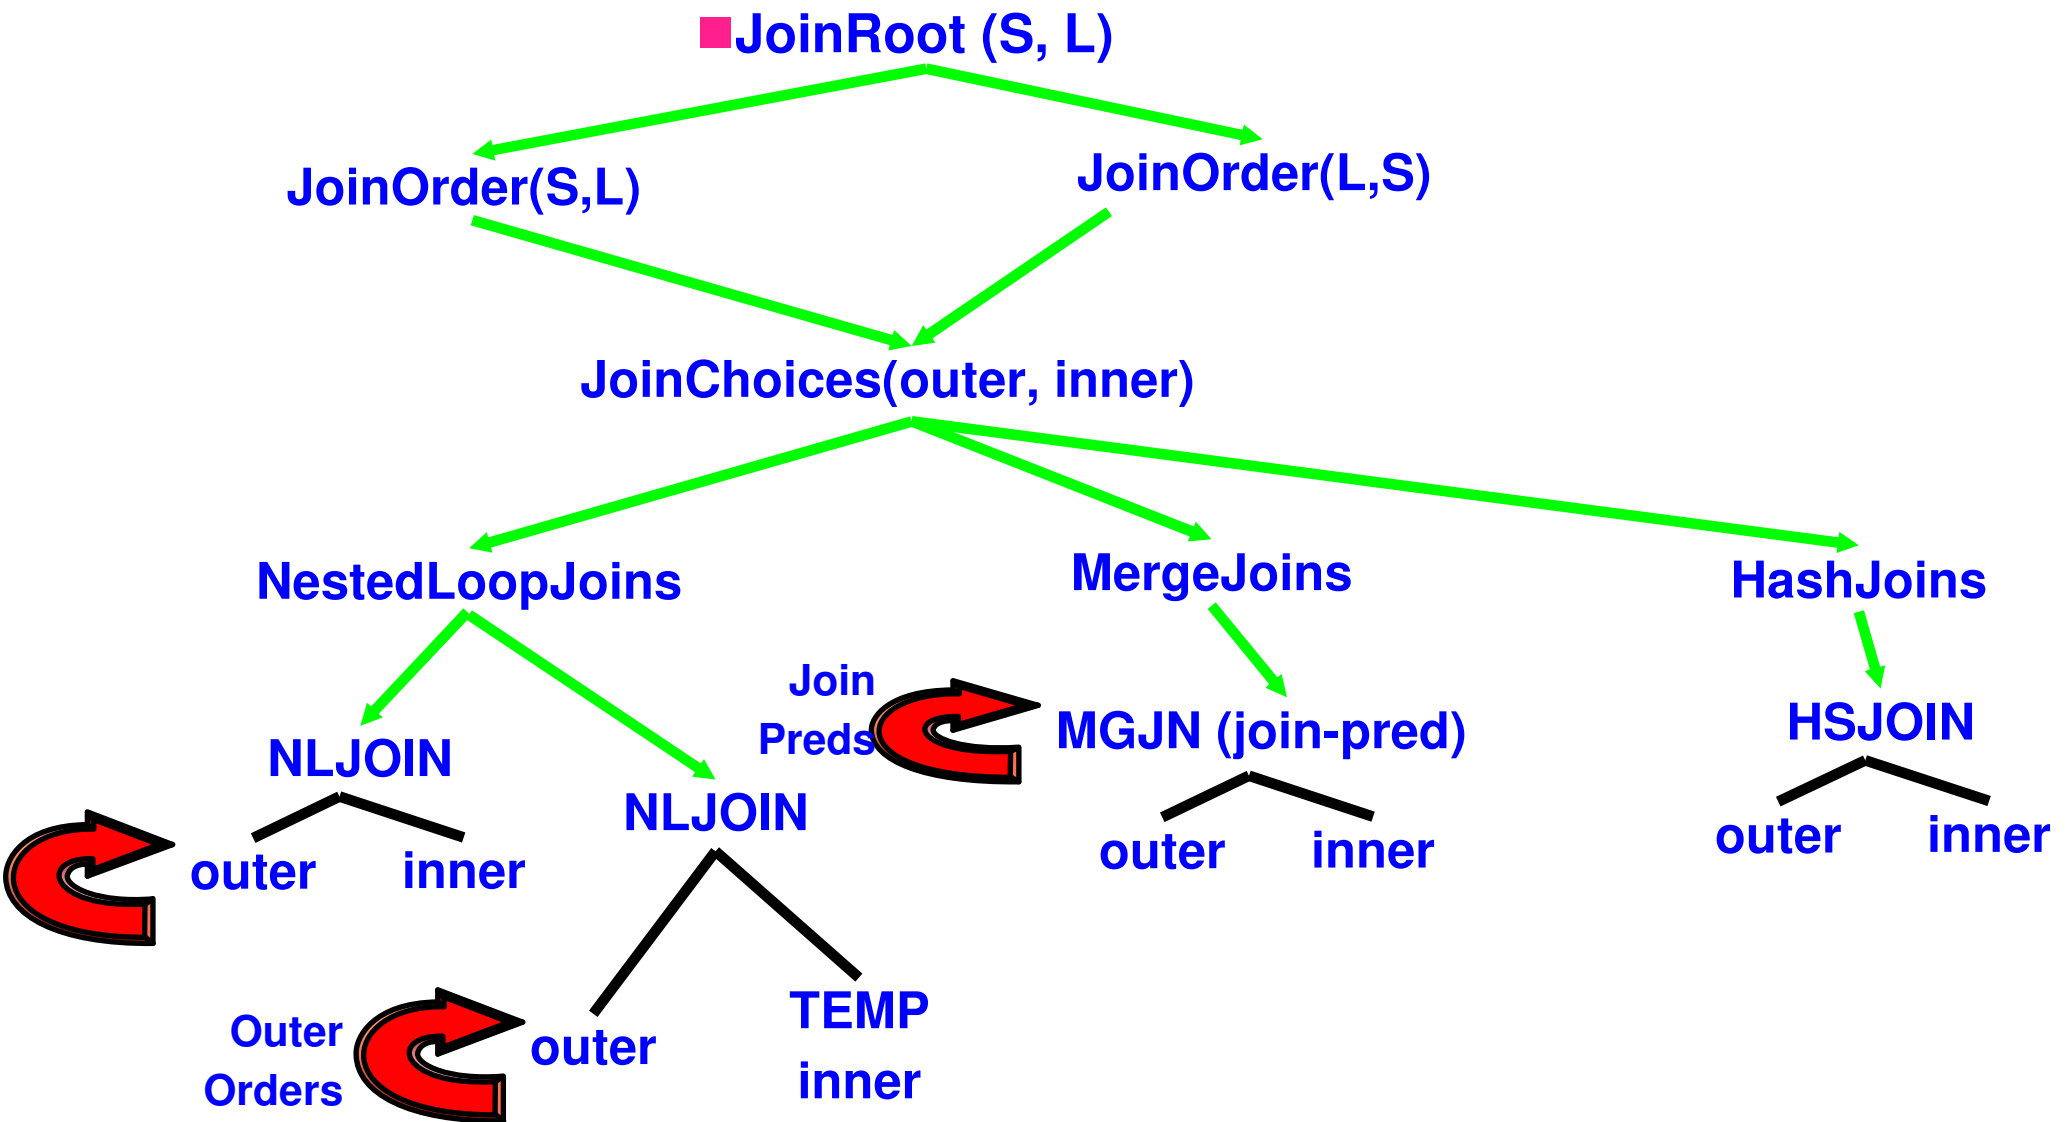 JoinRoot (S, L)
JoinOrder(S,L)
JoinOrder(L,S)
JoinChoices(outer, inner)
NestedLoopJoins
MergeJoins
HashJoins
Join
Preds
NLJOIN
outer inner
NLJOIN
MGJN (join-pred)
outer inner
HSJOIN
outer inner
Outer
Orders
outer
TEMP
inner